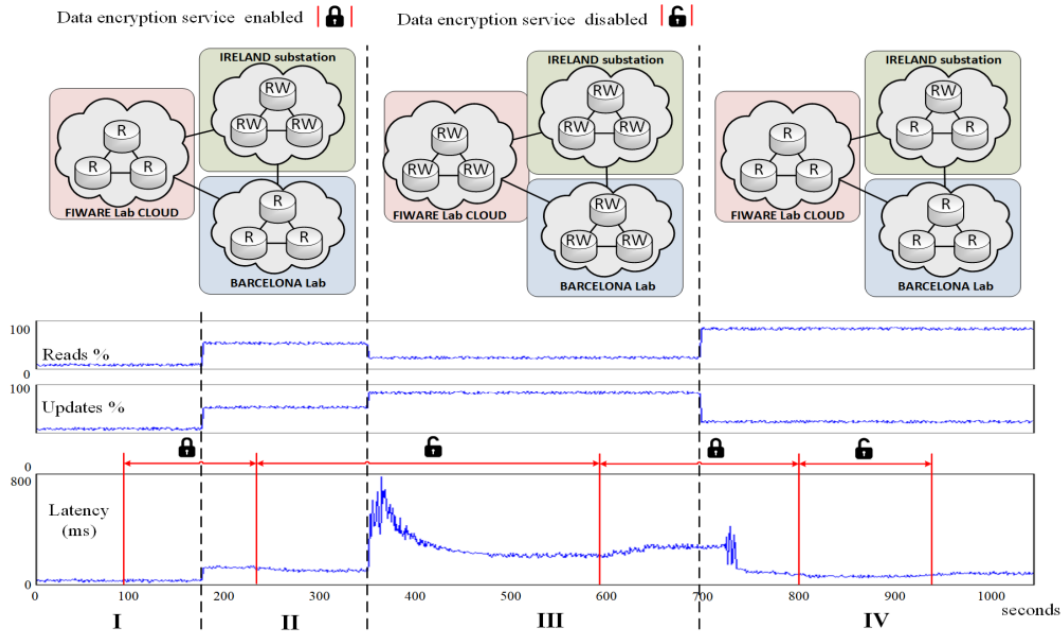 Data encryption service enabled
Data encryption service disabled
IRELAND substation
RW
RW RW
R
R R
FIWARE Lab CLOUD
R
R R
BARCELONA Lab
IRELAND substation
RW
RW RW
RW
RW RW
FIWARE Lab CLOUD
RW
RW RW
BARCELONA Lab
IRELAND substation
RW
R R
R
R R
FIWARE Lab CLOUD
R
R R
BARCELONA Lab
100
Reads %
0
100
Updates %
0
800
Latency
(ms)
0
0 200 300 400 500 600 700 800 900 1000
seconds
I II III IV